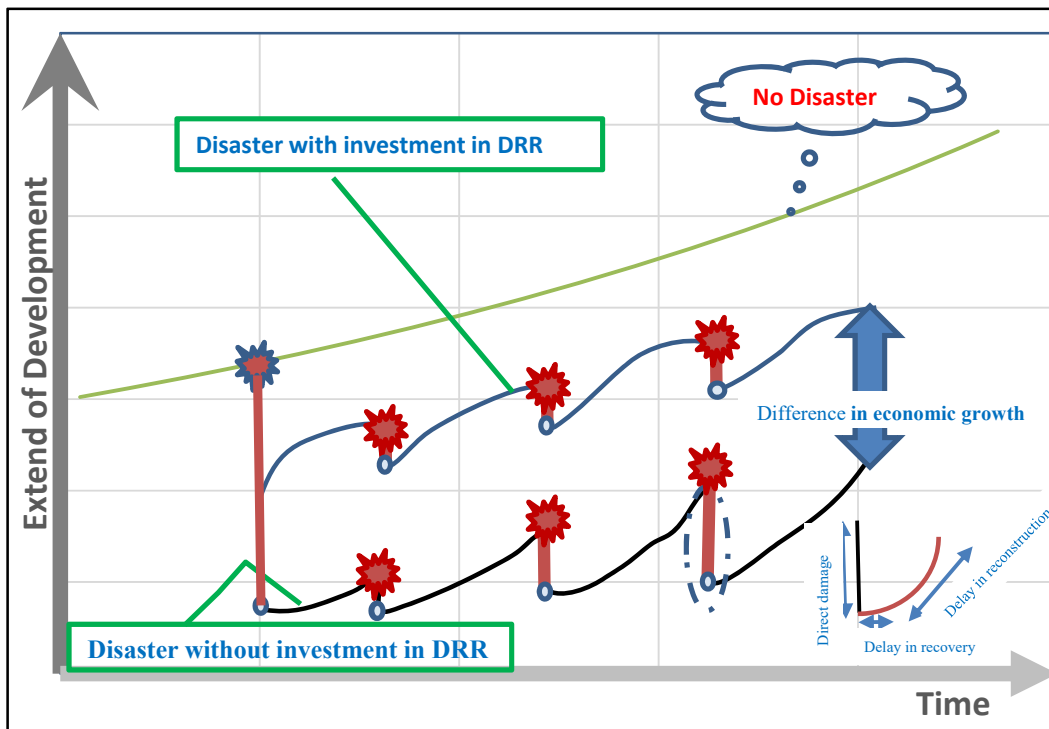 No Disaster
Disaster with investment in DRR
Extend of Development
Difference in economic growth
Direct damage
Delay in reconstruction
Delay in recovery
Disaster without investment in DRR
Time